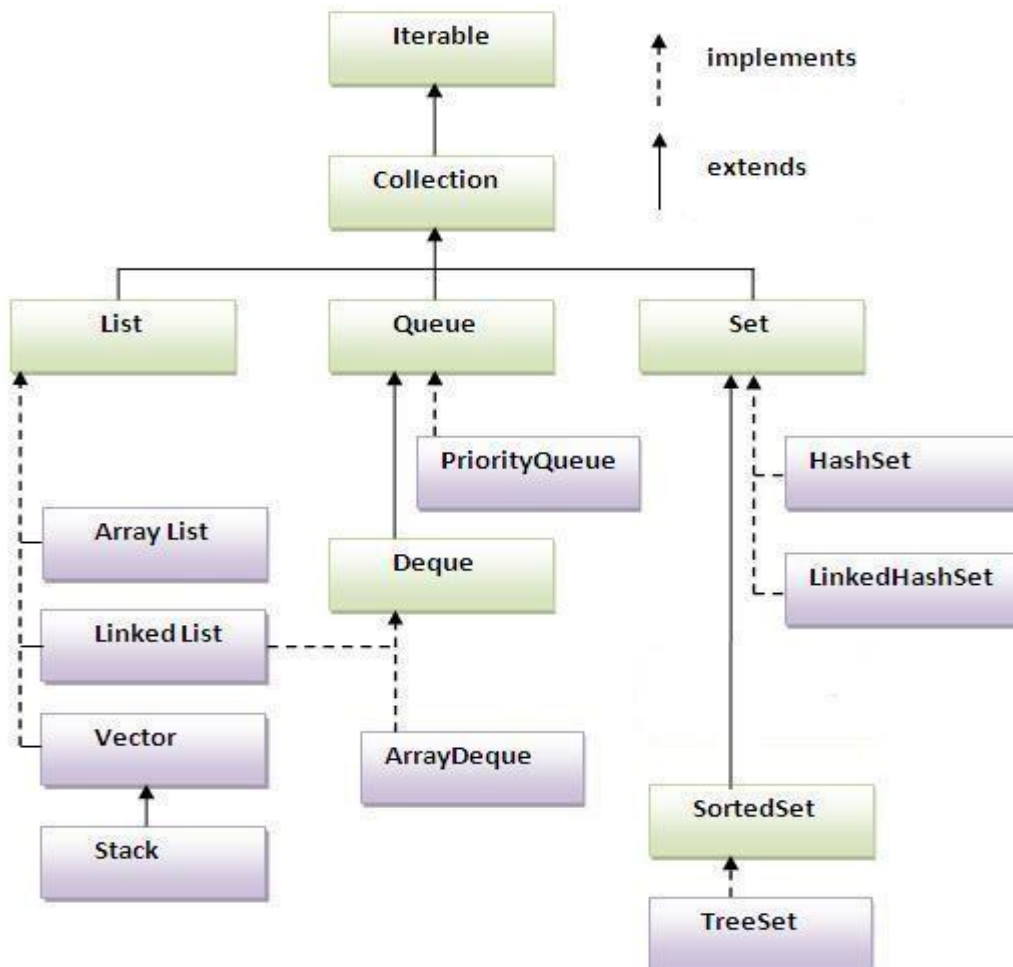 Iterable
implements
Collection
extends
List
Queue
Set
PriorityQueue
HashSet
Array List
Deque
LinkedHashSet
Linked List
Vector
ArrayDeque
SortedSet
Stack
TreeSet